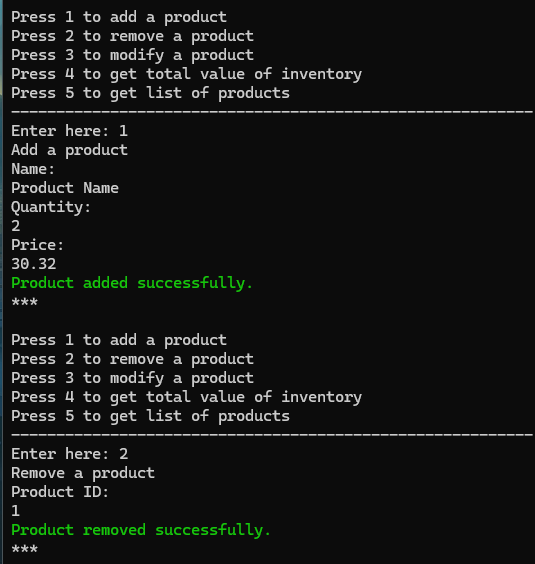 Press 1 to add a product
Press 2 to remove a product
Press 3 to modify a product
Press 4 to get total value of inventory
Press 5 to get list of products
----------------------------------------------------------
Enter here: 1
Add a product
Name:
Product Name
Quantity:
2
Price:
30.32
Product added successfully.
***
Press 1 to add a product
Press 2 to remove a product
Press 3 to modify a product
Press 4 to get total value of inventory
Press 5 to get list of products
----------------------------------------------------------
Enter here: 2
Remove a product
Product ID:
1
Product removed successfully.
***